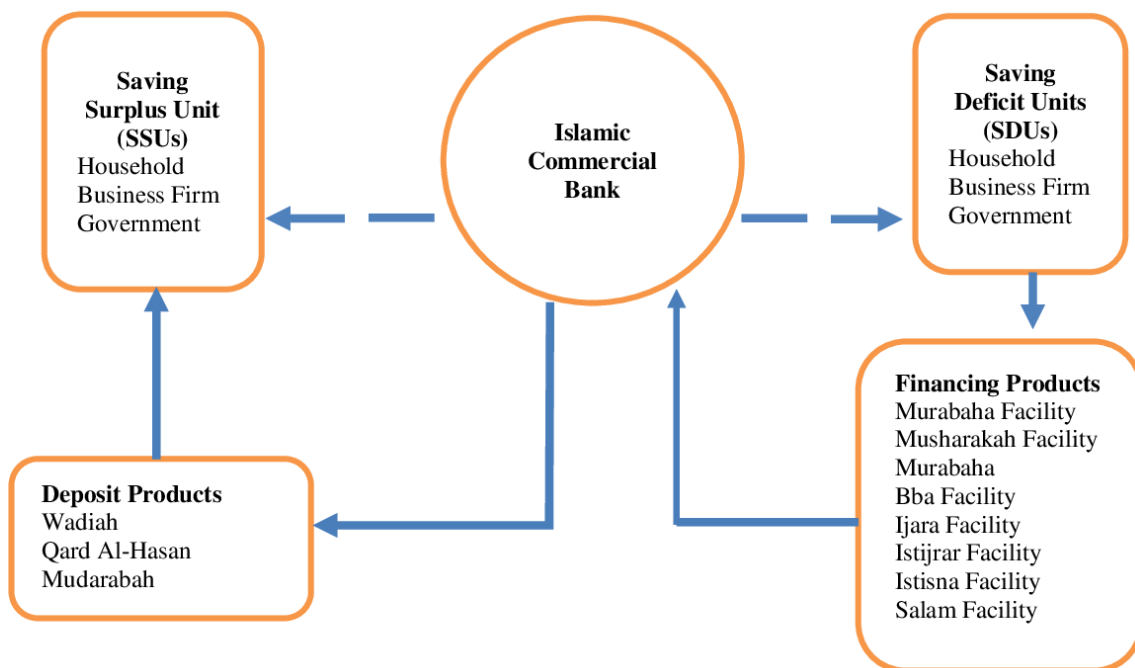 Saving
Surplus Unit
(SSUs)
Household
Business Firm
Government
Islamic
Commercial
Bank
Saving
Deficit Units
(SDUs)
Household
Business Firm
Government
Deposit Products
Wadiah
Qard Al-Hasan
Mudarabah
Financing Products
Murabaha Facility
Musharakah Facility
Murabaha
Bba Facility
Ijara Facility
Istijrar Facility
Istisna Facility
Salam Facility